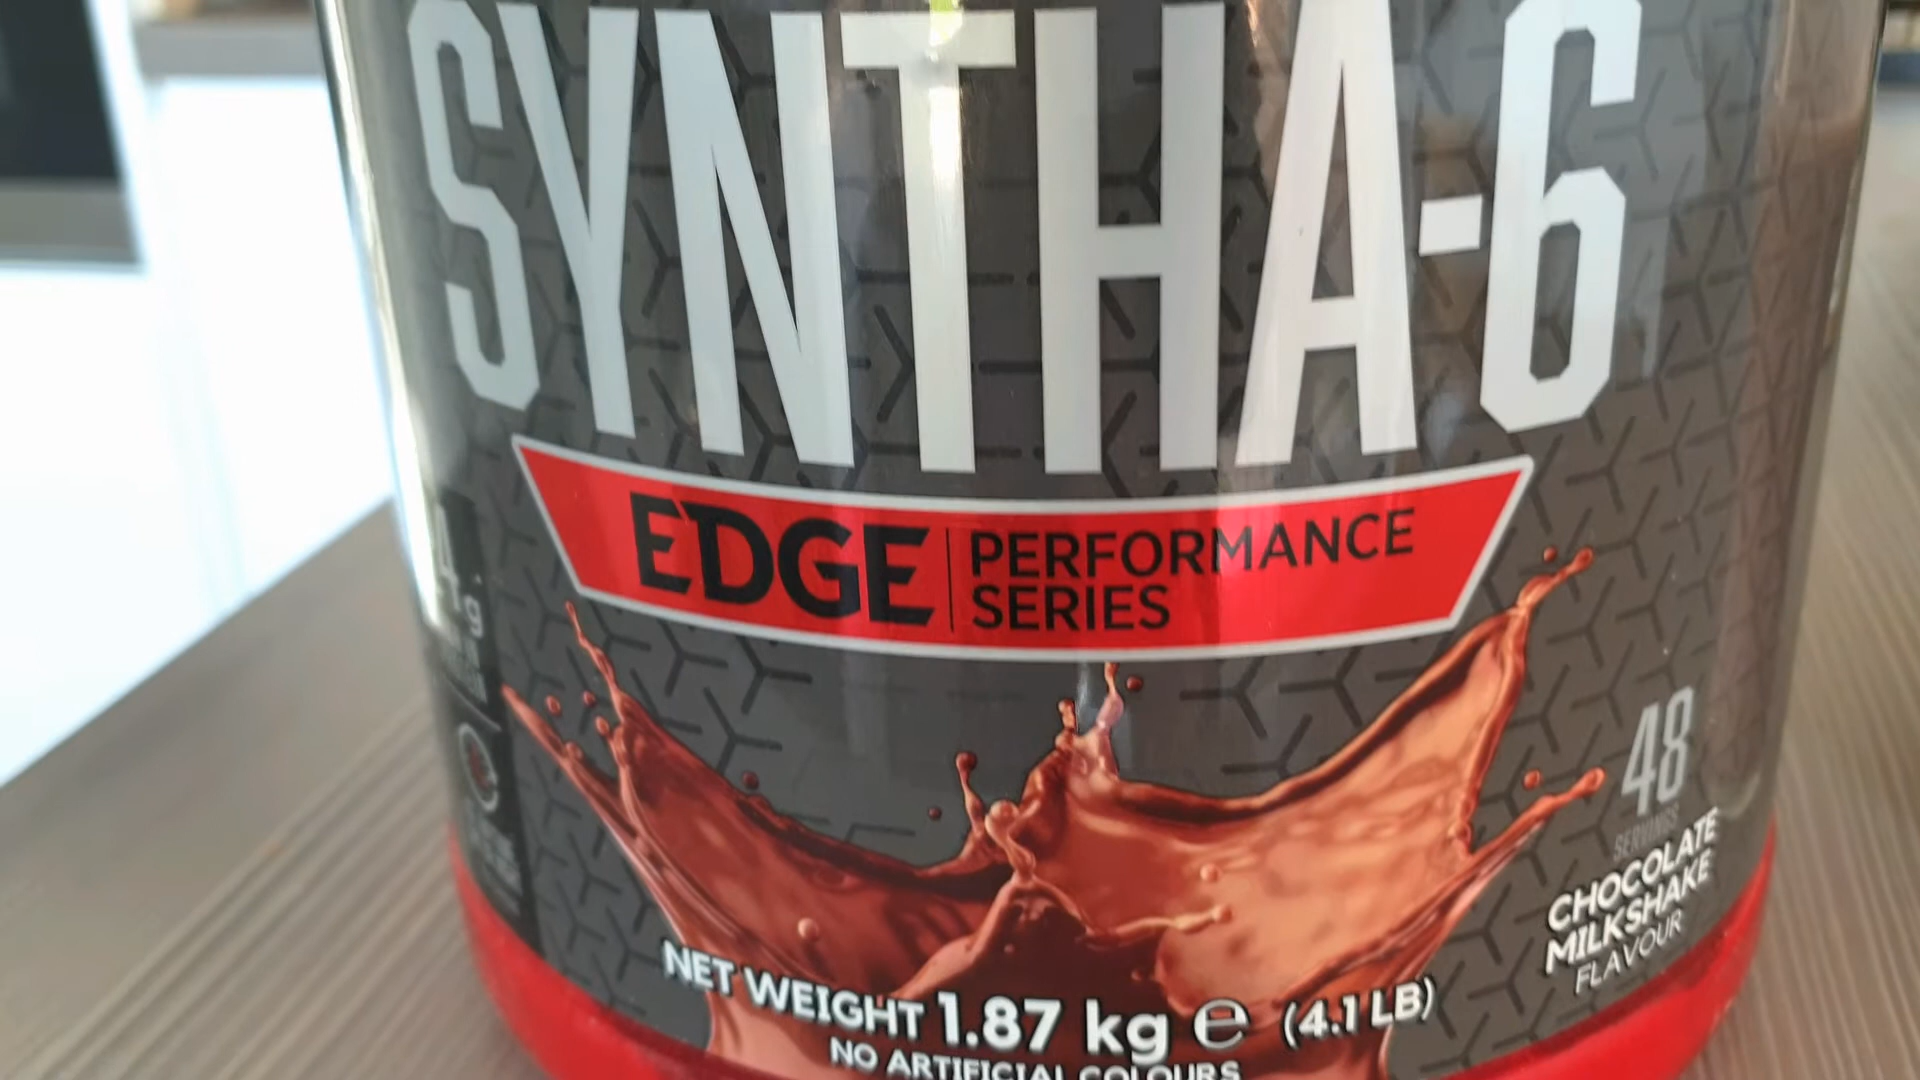 SYNTHA-6
EDGE
PERFORMANCE
SERIES
4g
48
SERVINGS
CHOCOLATE
MILKSHAKE
FLAVOUR
NET WEIGHT 1.87 kg ℮ (4.1 LB)
NO ARTIFICIAL COLOURS